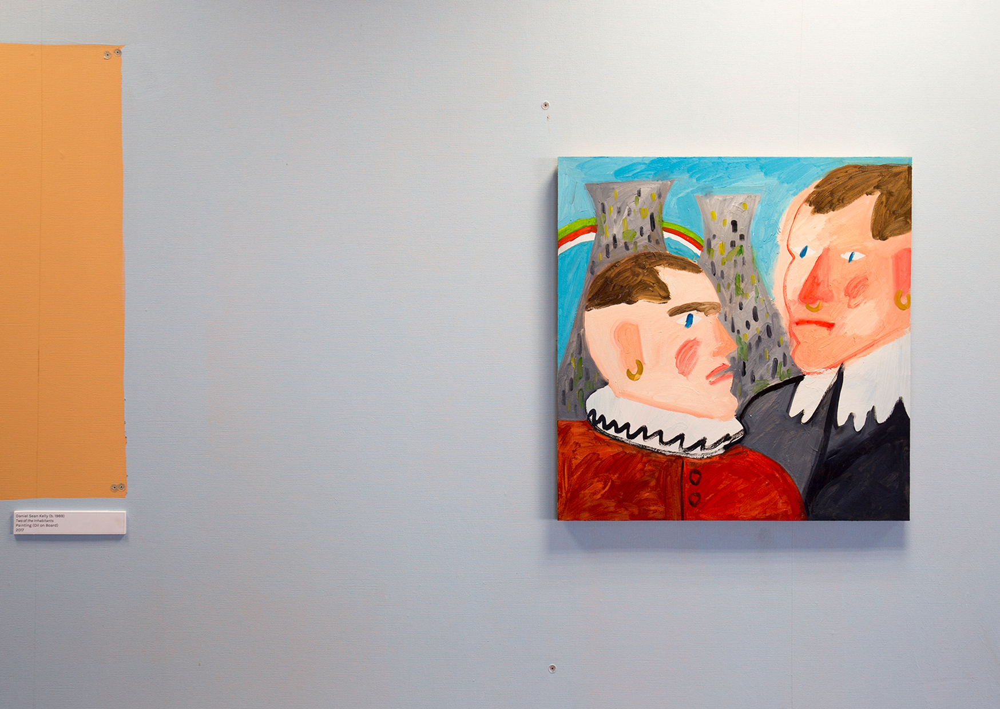 Daniel Sean Kelly (b. 1989)
Two of the Inhabitants
Painting (Oil on Board)
2017